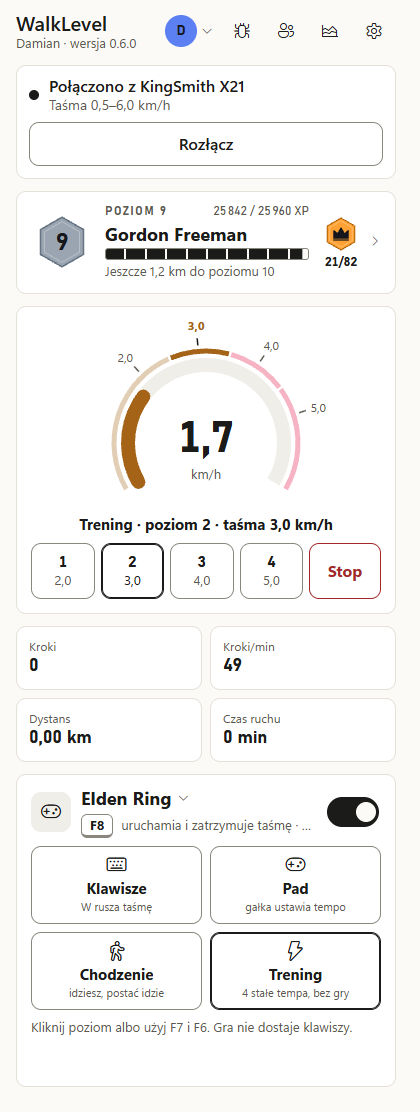 WalkLevel
Damian · wersja 0.6.0
D
Połączono z KingSmith X21
Taśma 0,5–6,0 km/h
Rozłącz
9
POZIOM 9
25 842 / 25 960 XP
Gordon Freeman
Jeszcze 1,2 km do poziomu 10
21/82
3,0
2,0
4,0
5,0
1,7
km/h
Trening · poziom 2 · taśma 3,0 km/h
1
2,0
2
3,0
3
4,0
4
5,0
Stop
Kroki
0
Kroki/min
49
Dystans
0,00 km
Czas ruchu
0 min
Elden Ring
F8 uruchamia i zatrzymuje taśmę · ...
Klawisze
W rusza taśmę
Pad
gałka ustawia tempo
Chodzenie
idziesz, postać idzie
Trening
4 stałe tempa, bez gry
Kliknij poziom albo użyj F7 i F6. Gra nie dostaje klawiszy.